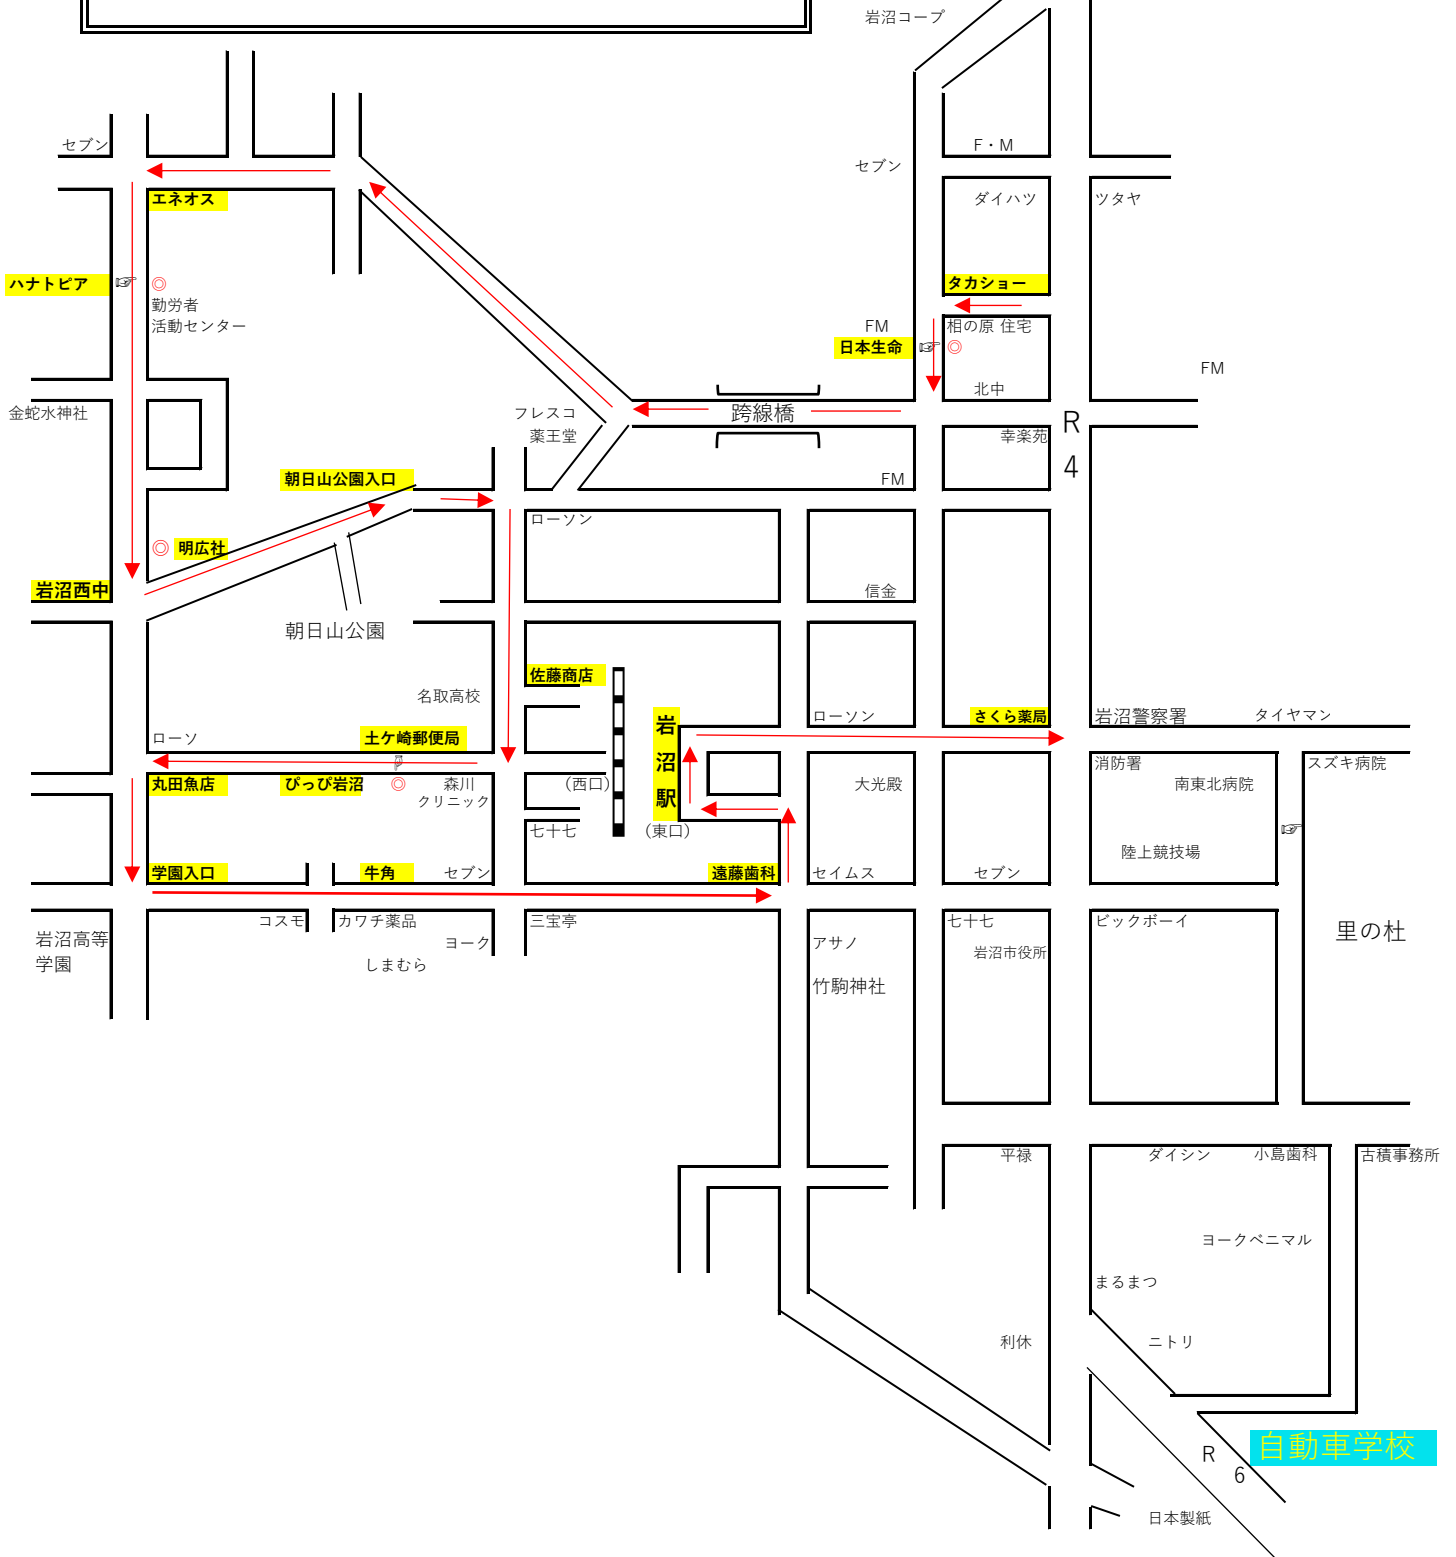 岩沼コープ
セブン
F・M
セブン
エネオス
ダイハツ
ツタヤ
ハナトピア
☞
◎
タカショー
勤労者
活動センター
FM
相の原 住宅
日本生命
☞
◎
FM
北中
金蛇水神社
フレスコ
跨線橋
R
薬王堂
幸楽苑
4
朝日山公園入口
FM
ローソン
◎
明広社
岩沼西中
信金
朝日山公園
佐藤商店
名取高校
岩
沼
駅
ローソン
さくら薬局
岩沼警察署
タイヤマン
ローソ
土ケ崎郵便局
消防署
スズキ病院
丸田魚店
ぴっぴ岩沼
◎
森川
クリニック
(西口)
大光殿
南東北病院
七十七
(東口)
☞
陸上競技場
学園入口
牛角
セブン
遠藤歯科
セイムス
セブン
コスモ
カワチ薬品
三宝亭
七十七
ビックボーイ
岩沼高等
学園
ヨーク
アサノ
岩沼市役所
里の杜
しまむら
竹駒神社
平禄
ダイシン
小島歯科
古積事務所
ヨークベニマル
まるまつ
利休
ニトリ
自動車学校
R
6
日本製紙